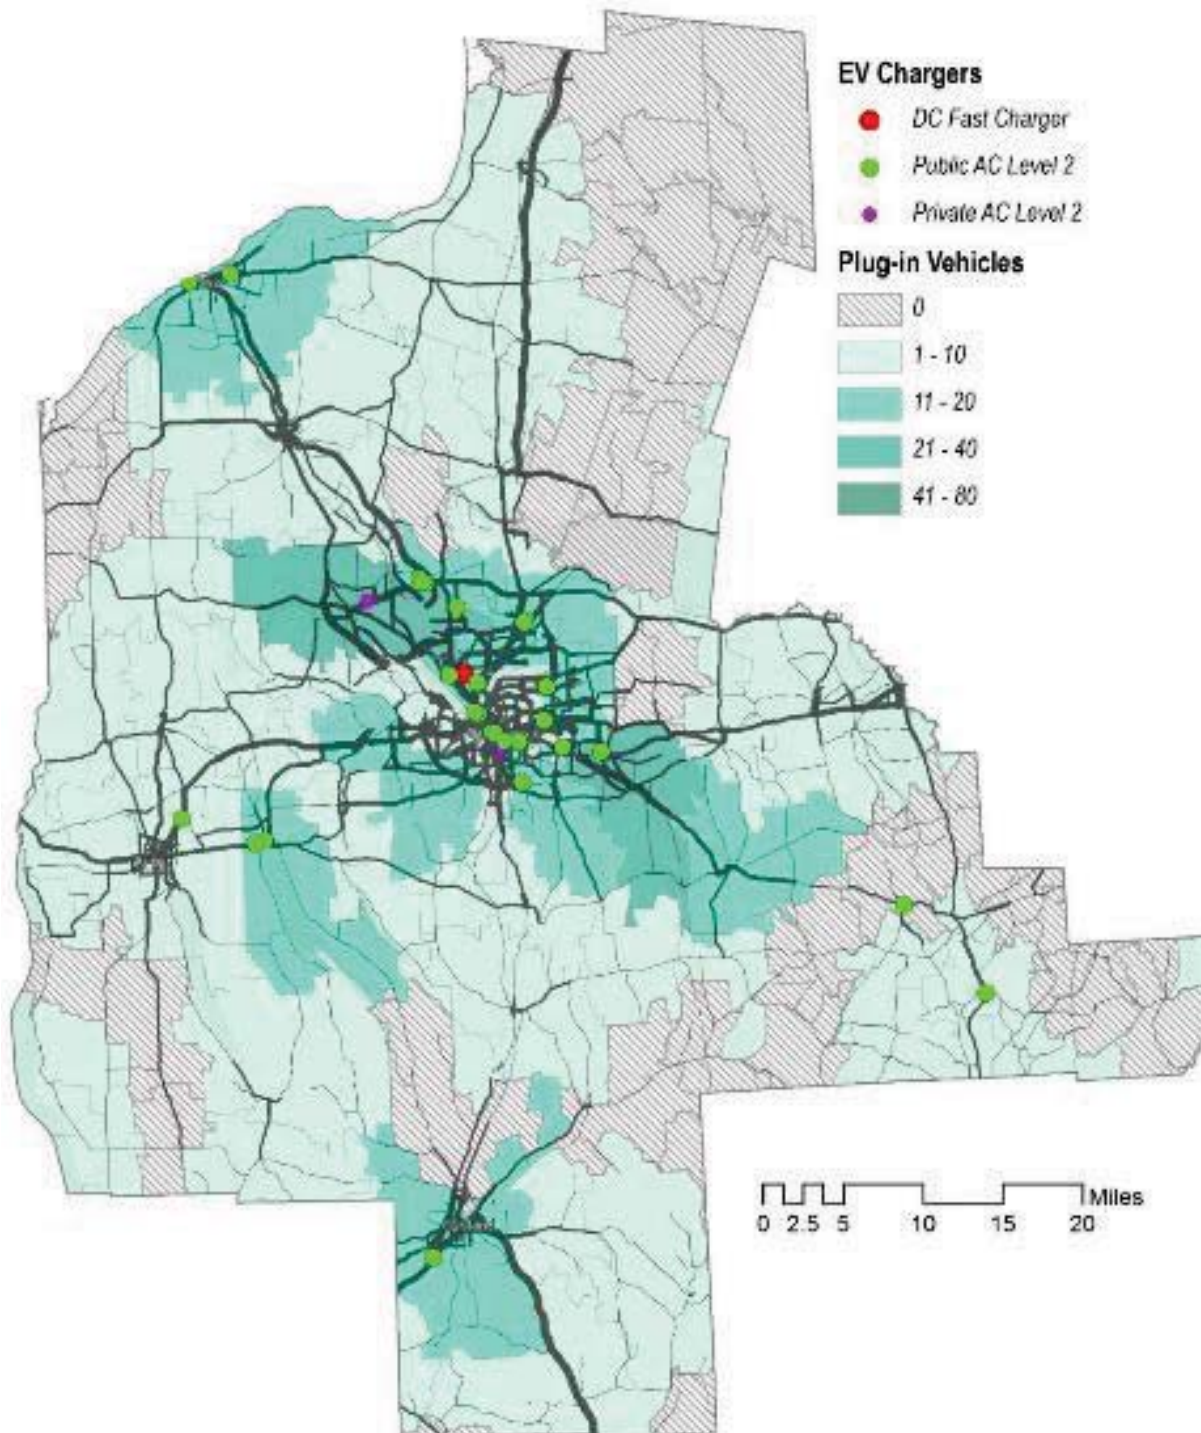 EV Chargers
DC Fast Charger
Public AC Level 2
Private AC Level 2
Plug-in Vehicles
0
1 - 10
11 - 20
21 - 40
41 - 80
Miles
0 2.5 5 10 15 20